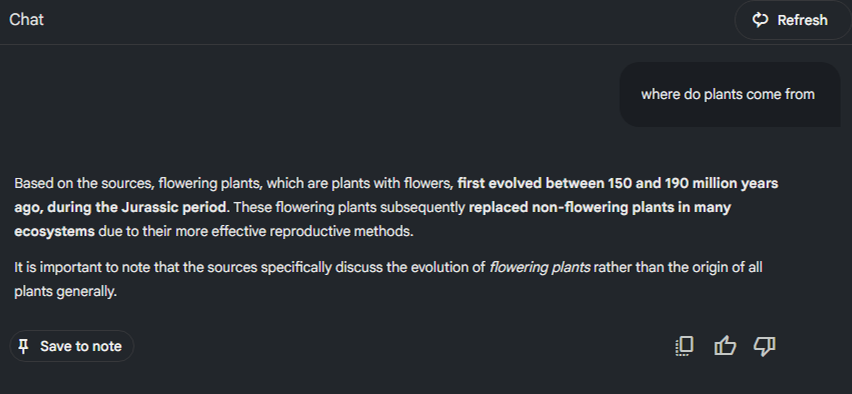 Chat
Refresh
where do plants come from
Based on the sources, flowering plants, which are plants with flowers, first evolved between 150 and 190 million years
ago, during the Jurassic period. These flowering plants subsequently replaced non-flowering plants in many
ecosystems due to their more effective reproductive methods.
It is important to note that the sources specifically discuss the evolution of flowering plants rather than the origin of all
plants generally.
Save to note